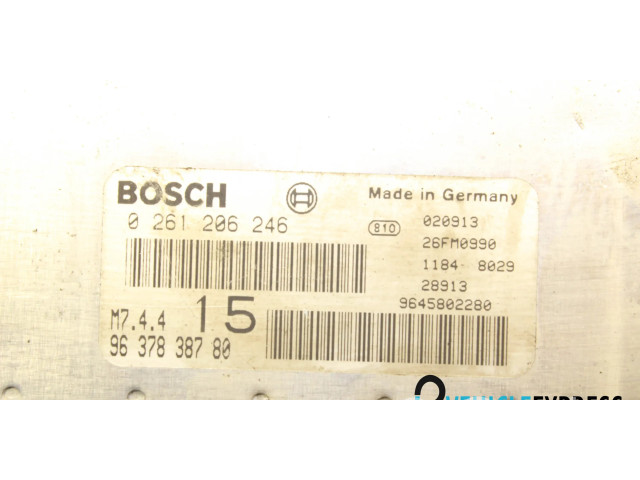 BOSCH
Made in Germany
0 261 206 246
810
020913
26FM0990
1184 8029
28913
9645802280
M7.4.4 15
96 378 387 80